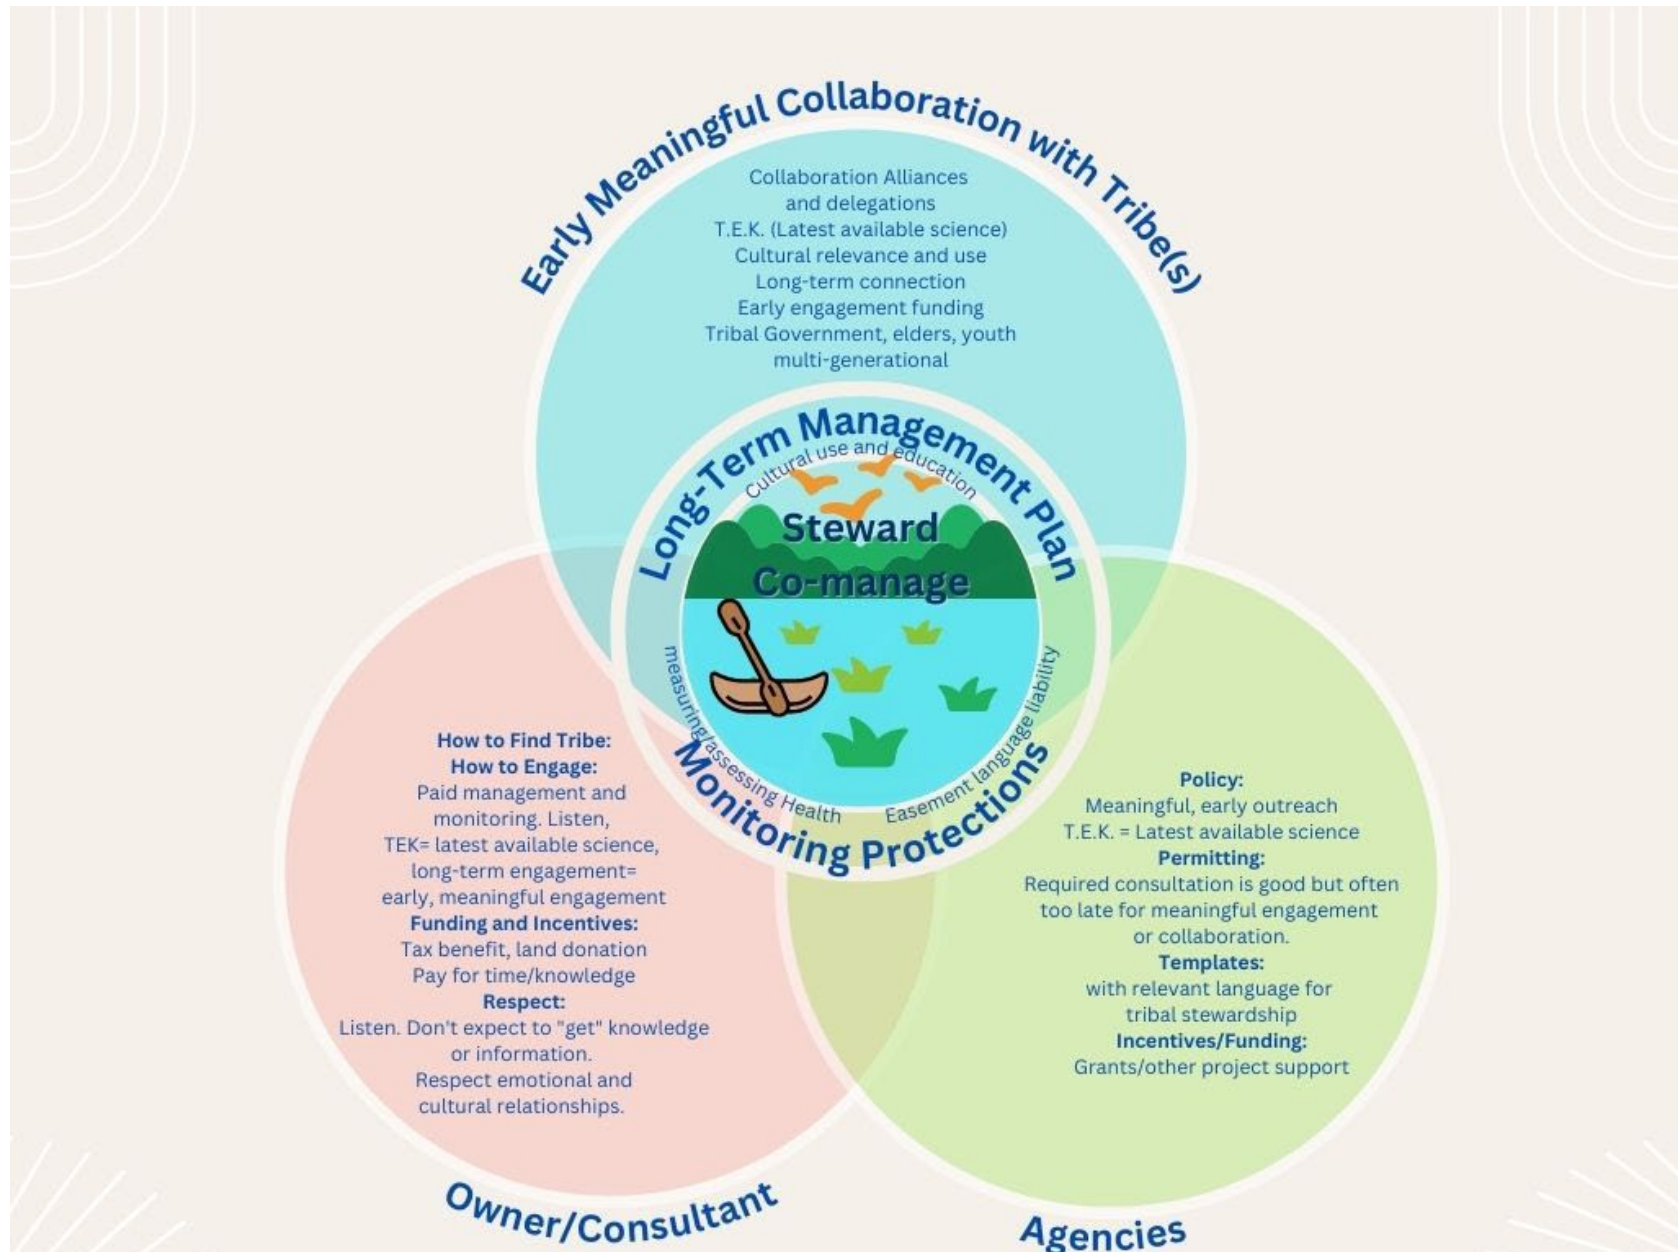 Early Meaningful Collaboration with Tribe(s)
Collaboration Alliances
and delegations
T.E.K. (Latest available science)
Cultural relevance and use
Long-term connection
Early engagement funding
Tribal Government, elders, youth
multi-generational
Long-Term Management Plan
Cultural use and education
Steward
Co-manage
measuring/assessing Health
Easement language liability
Monitoring Protections
How to Find Tribe:
How to Engage:
Paid management and
monitoring. Listen,
TEK= latest available science,
long-term engagement=
early, meaningful engagement
Funding and Incentives:
Tax benefit, land donation
Pay for time/knowledge
Respect:
Listen. Don't expect to "get" knowledge
or information.
Respect emotional and
cultural relationships.
Owner/Consultant
Policy:
Meaningful, early outreach
T.E.K. = Latest available science
Permitting:
Required consultation is good but often
too late for meaningful engagement
or collaboration.
Templates:
with relevant language for
tribal stewardship
Incentives/Funding:
Grants/other project support
Agencies